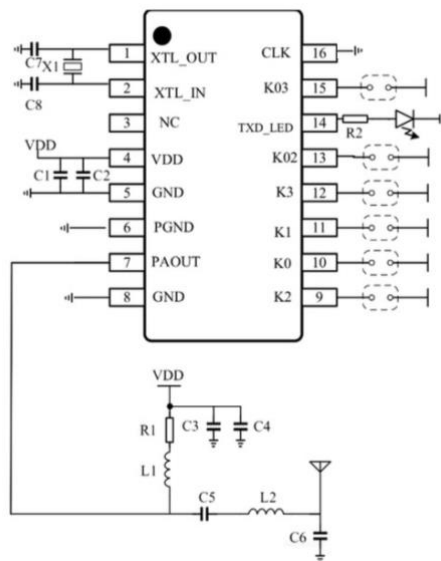 C7
X1
C8
VDD
C1
C2
1
XTL_OUT
2
XTL_IN
3
NC
4
VDD
5
GND
6
PGND
7
PAOUT
8
GND
CLK
16
K03
15
TXD_LED
14
R2
K02
13
K3
12
K1
11
K0
10
K2
9
VDD
R1
C3
C4
L1
C5
L2
C6